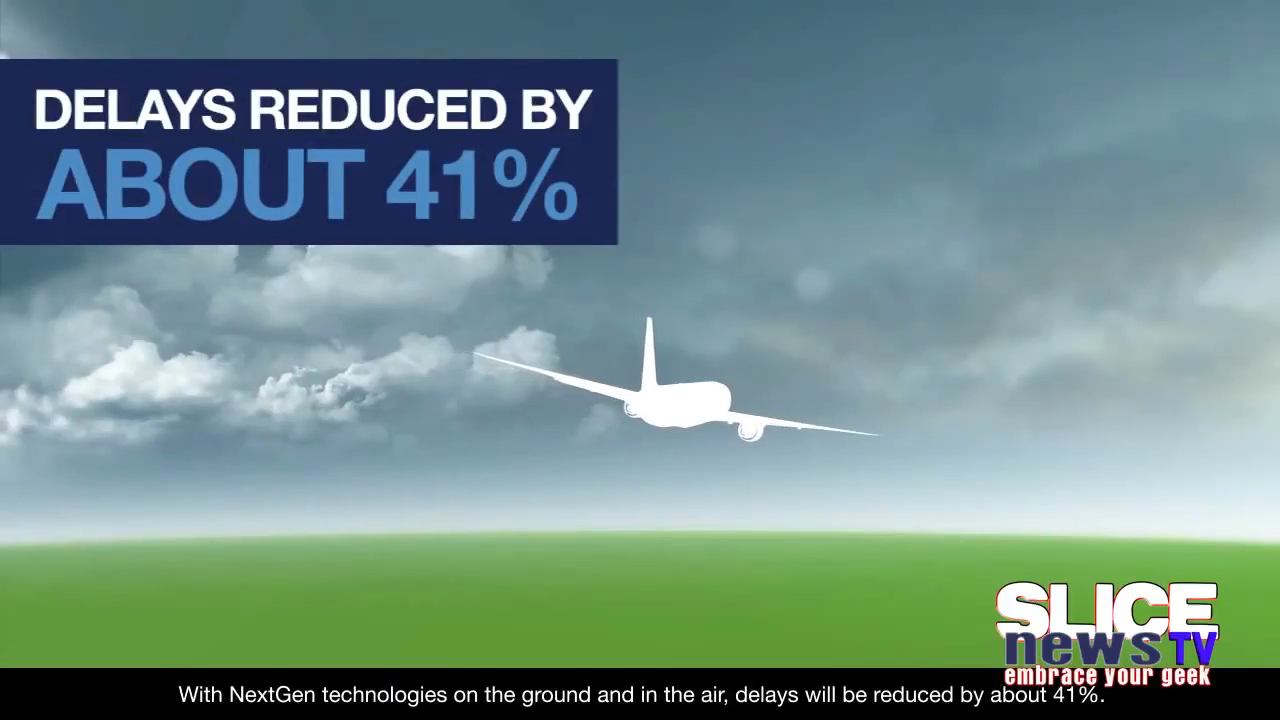 DELAYS REDUCED BY
ABOUT 41%
SLICE
news TV
embrace your geek
With NextGen technologies on the ground and in the air, delays will be reduced by about 41%.